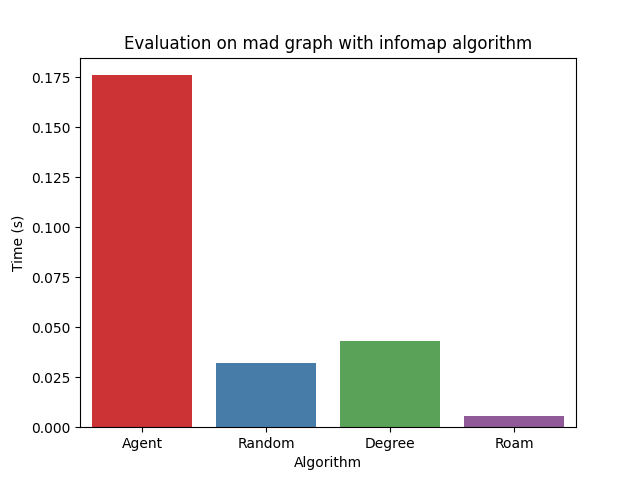 Evaluation on mad graph with infomap algorithm
Time (s)
0.175
0.150
0.125
0.100
0.075
0.050
0.025
0.000
Agent Random Degree Roam
Algorithm